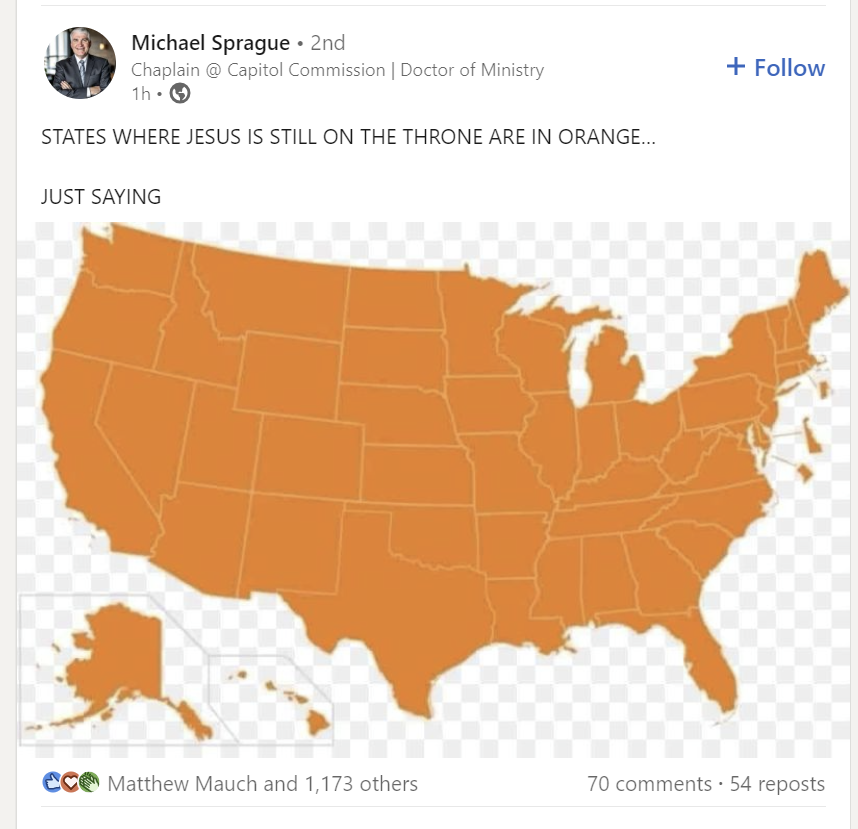 Michael Sprague • 2nd
Chaplain @ Capitol Commission | Doctor of Ministry
1h •
+ Follow
STATES WHERE JESUS IS STILL ON THE THRONE ARE IN ORANGE...
JUST SAYING
Matthew Mauch and 1,173 others
70 comments · 54 reposts